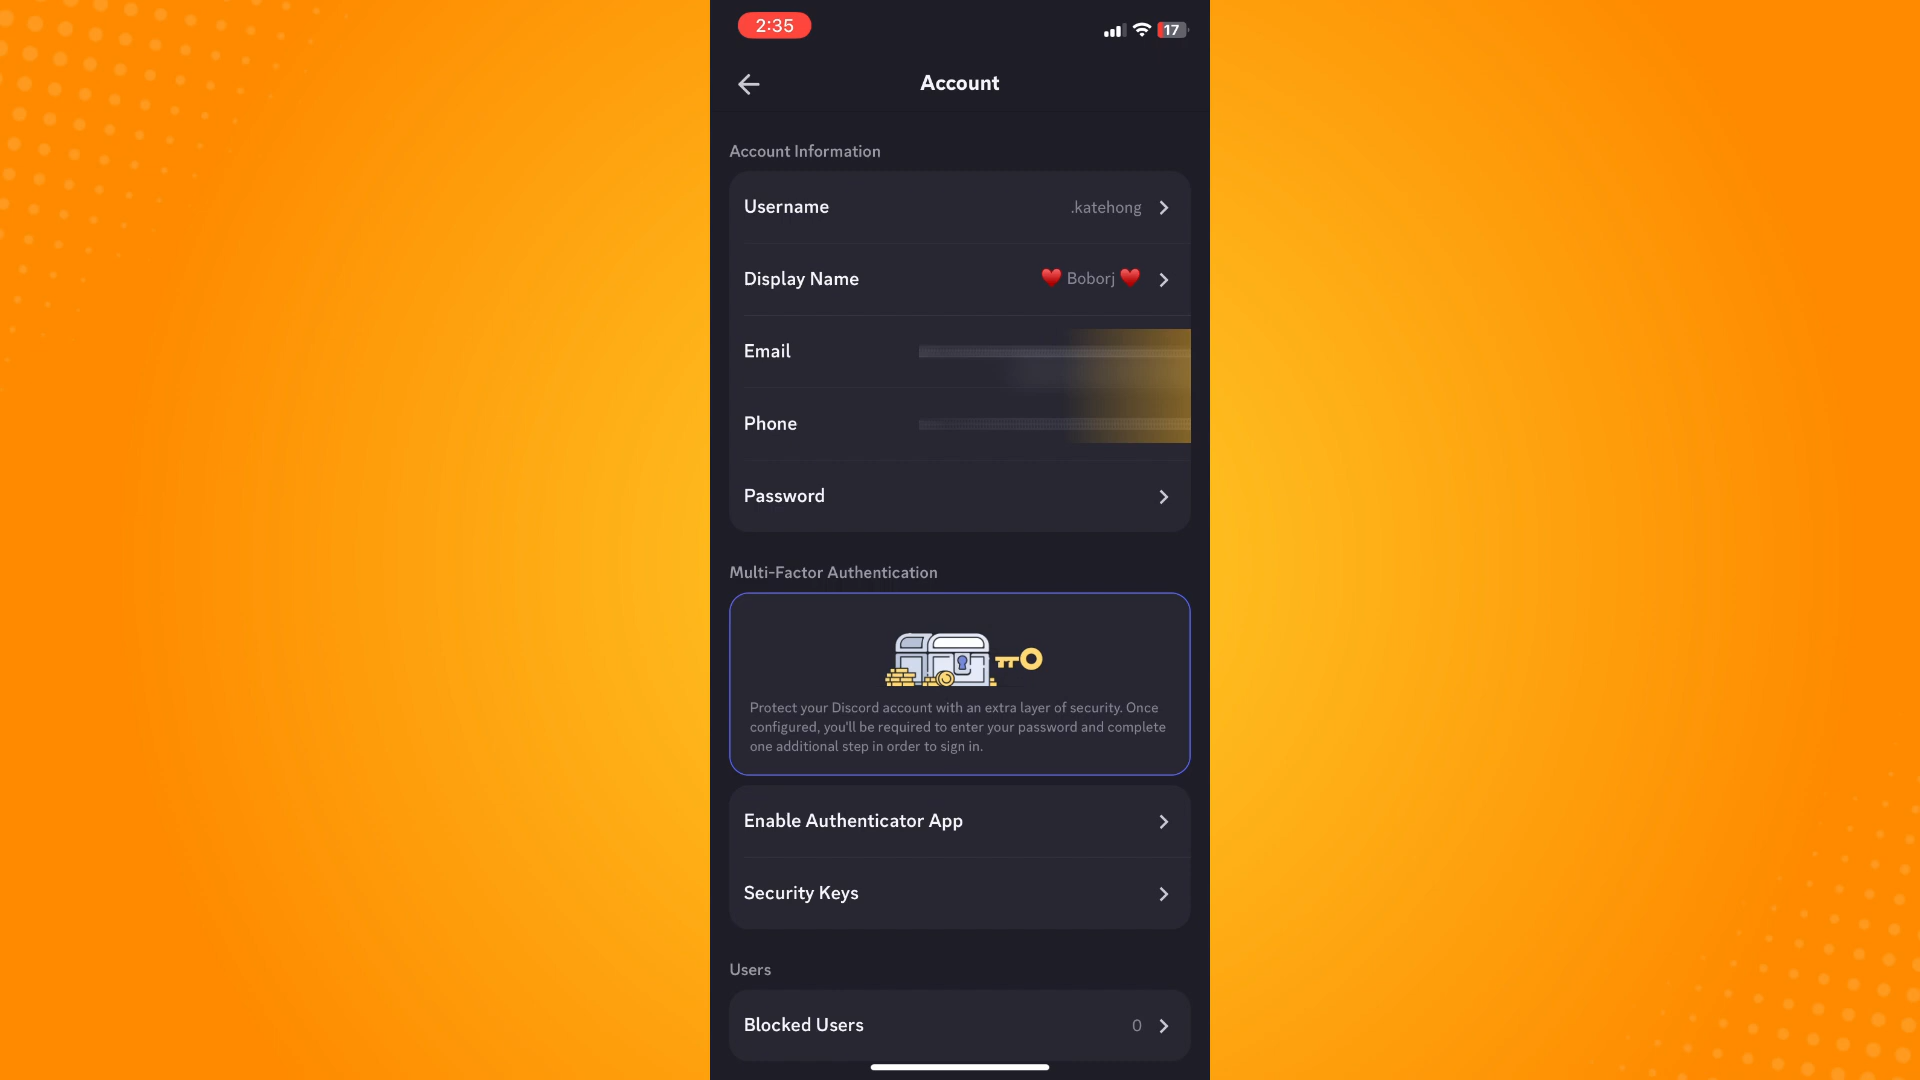 2:35
17
Account
Account Information
Username .katehong
Display Name ❤️ Boborj ❤️
Email
Phone
Password
Multi-Factor Authentication
Protect your Discord account with an extra layer of security. Once
configured, you'll be required to enter your password and complete
one additional step in order to sign in.
Enable Authenticator App
Security Keys
Users
Blocked Users 0